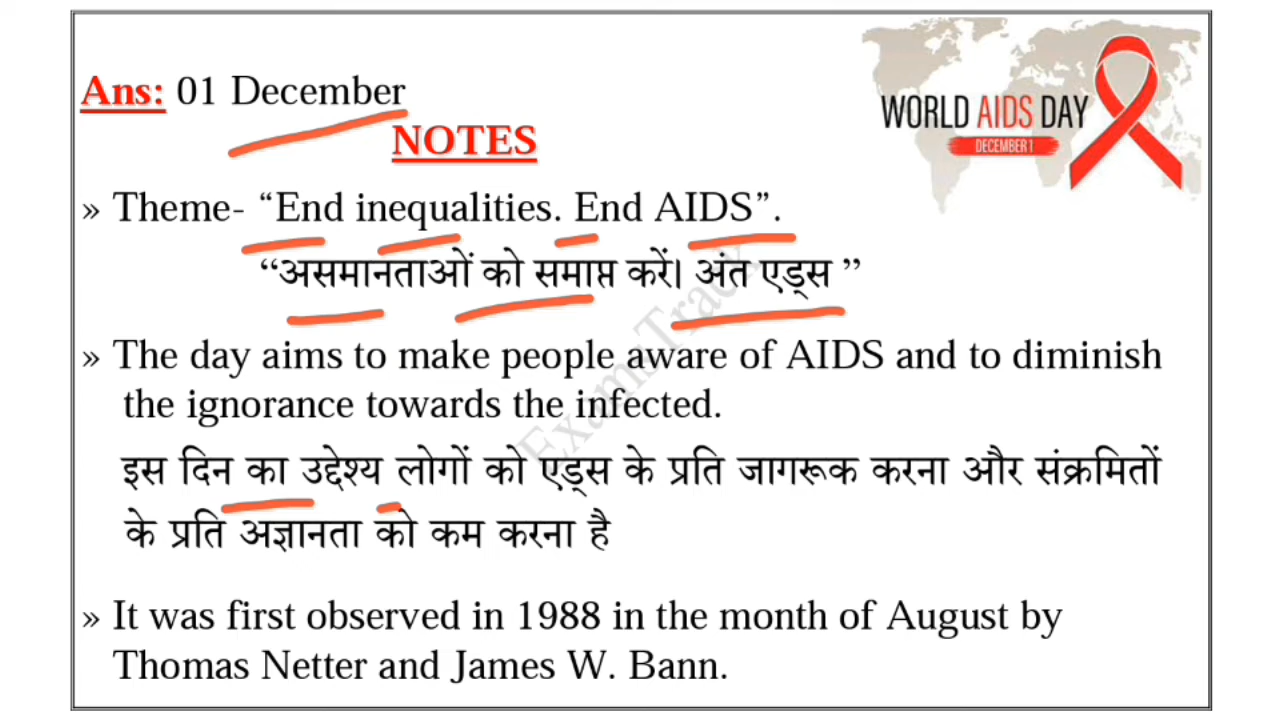 Ans: 01 December
WORLD AIDS DAY
DECEMBER 1
NOTES
» Theme- “End inequalities. End AIDS”.
“असमानताओं को समाप्त करें। अंत एड्स ”
» The day aims to make people aware of AIDS and to diminish
the ignorance towards the infected.
इस दिन का उद्देश्य लोगों को एड्स के प्रति जागरूक करना और संक्रमितों
के प्रति अज्ञानता को कम करना है
» It was first observed in 1988 in the month of August by
Thomas Netter and James W. Bann.
ExamsTrack